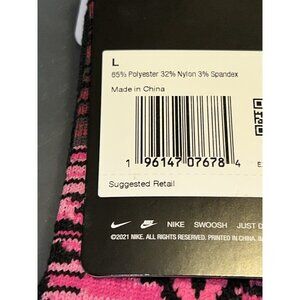 L
65% Polyester 32% Nylon 3% Spandex
Made in China
1 96147 07678 4
Suggested Retail
NIKE SWOOSH JUST
©2021 NIKE. ALL RIGHTS RESERVED. PRINTED IN CHINA.